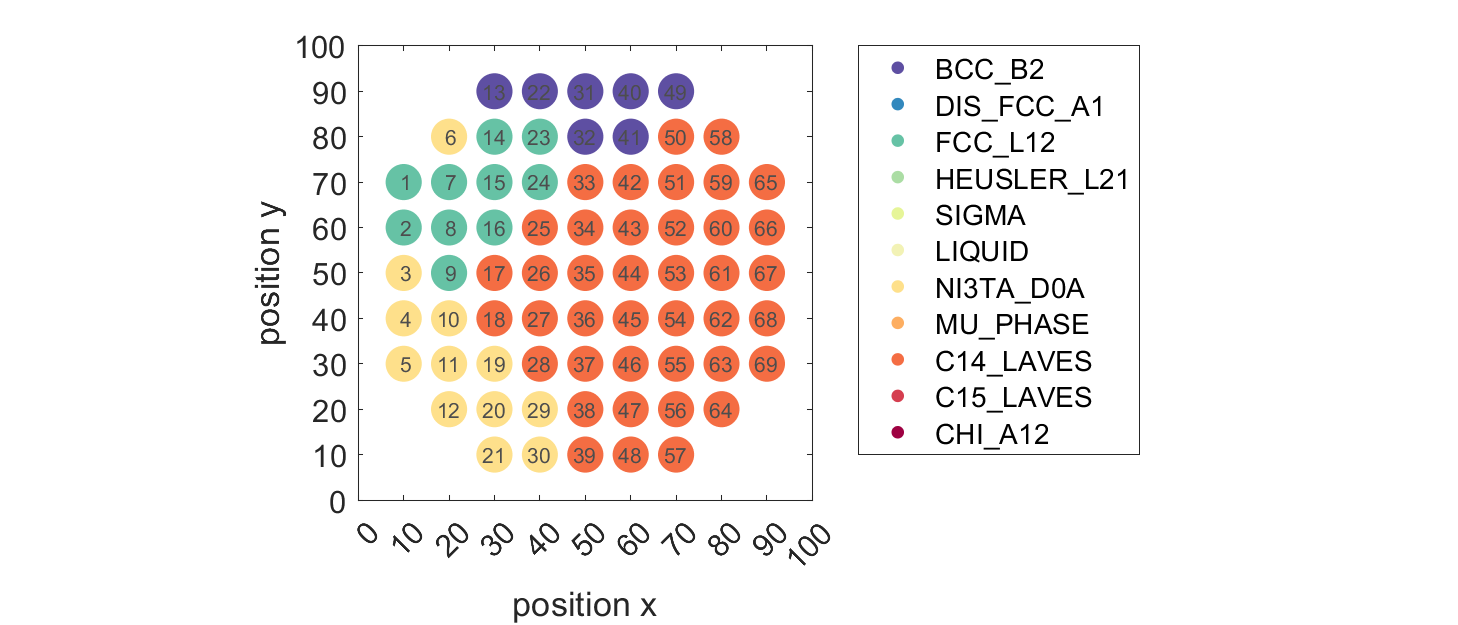 100
90
80
70
60
50
40
30
20
10
0
position y
13 22 31 40 49
6 14 23 32 41 50 58
1 7 15 24 33 42 51 59 65
2 8 16 25 34 43 52 60 66
3 9 17 26 35 44 53 61 67
4 10 18 27 36 45 54 62 68
5 11 19 28 37 46 55 63 69
12 20 29 38 47 56 64
21 30 39 48 57
0 10 20 30 40 50 60 70 80 90 100
position x
BCC_B2
DIS_FCC_A1
FCC_L12
HEUSLER_L21
SIGMA
LIQUID
NI3TA_D0A
MU_PHASE
C14_LAVES
C15_LAVES
CHI_A12